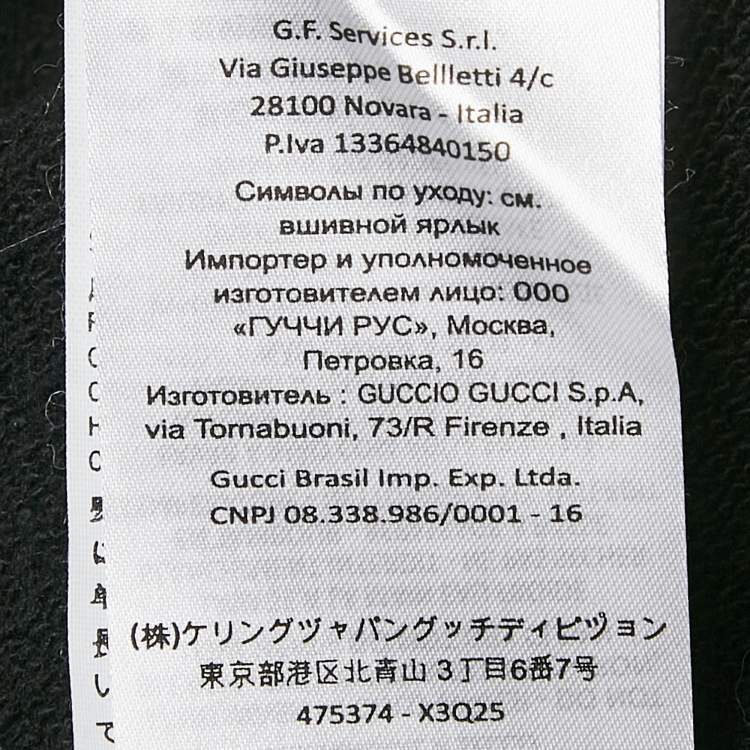 G.F. Services S.r.l.
Via Giuseppe Bellletti 4/c
28100 Novara - Italia
P.Iva 13364840150
Символы по уходу: см.
вшивной ярлык
Импортер и уполномоченное
изготовителем лицо: ООО
«ГУЧЧИ РУС», Москва,
Петровка, 16
Изготовитель : GUCCIO GUCCI S.p.A,
via Tornabuoni, 73/R Firenze , Italia
Gucci Brasil Imp. Exp. Ltda.
CNPJ 08.338.986/0001 - 16
(株)ケリングヅャパングッチディビヅョン
東京部港区北青山 3丁目6番7号
475374 - X3Q25